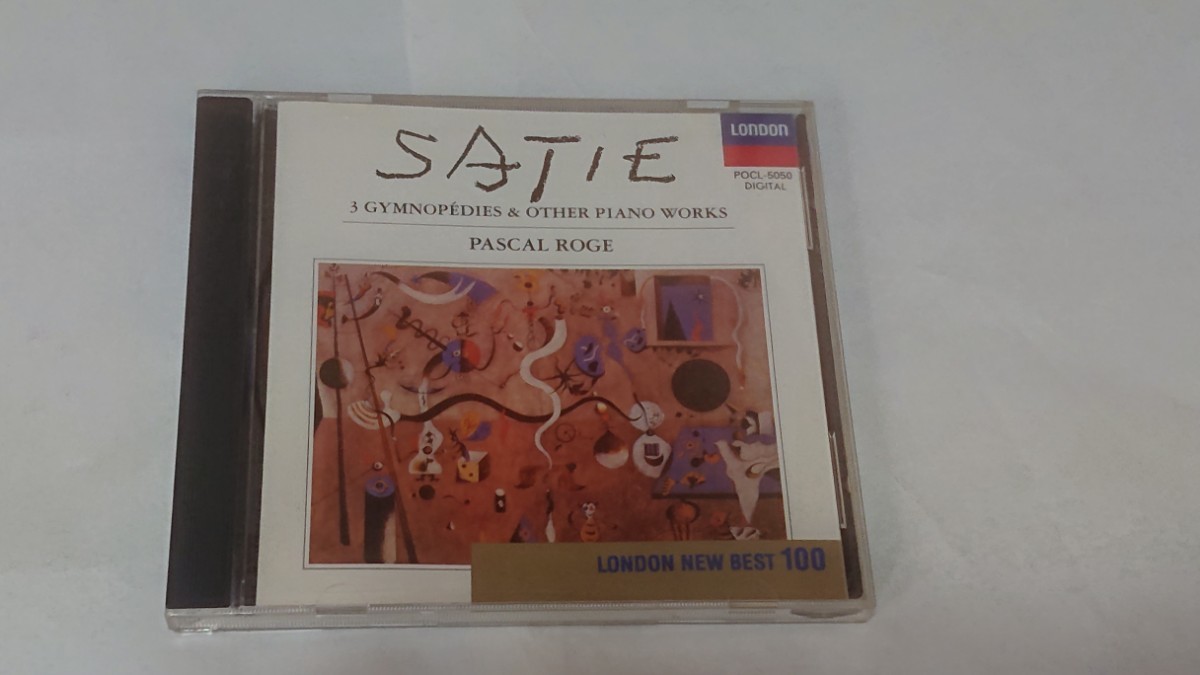 SATIE
LONDON
POCL-5050
DIGITAL
3 GYMNOPÉDIES & OTHER PIANO WORKS
PASCAL ROGE
LONDON NEW BEST 100